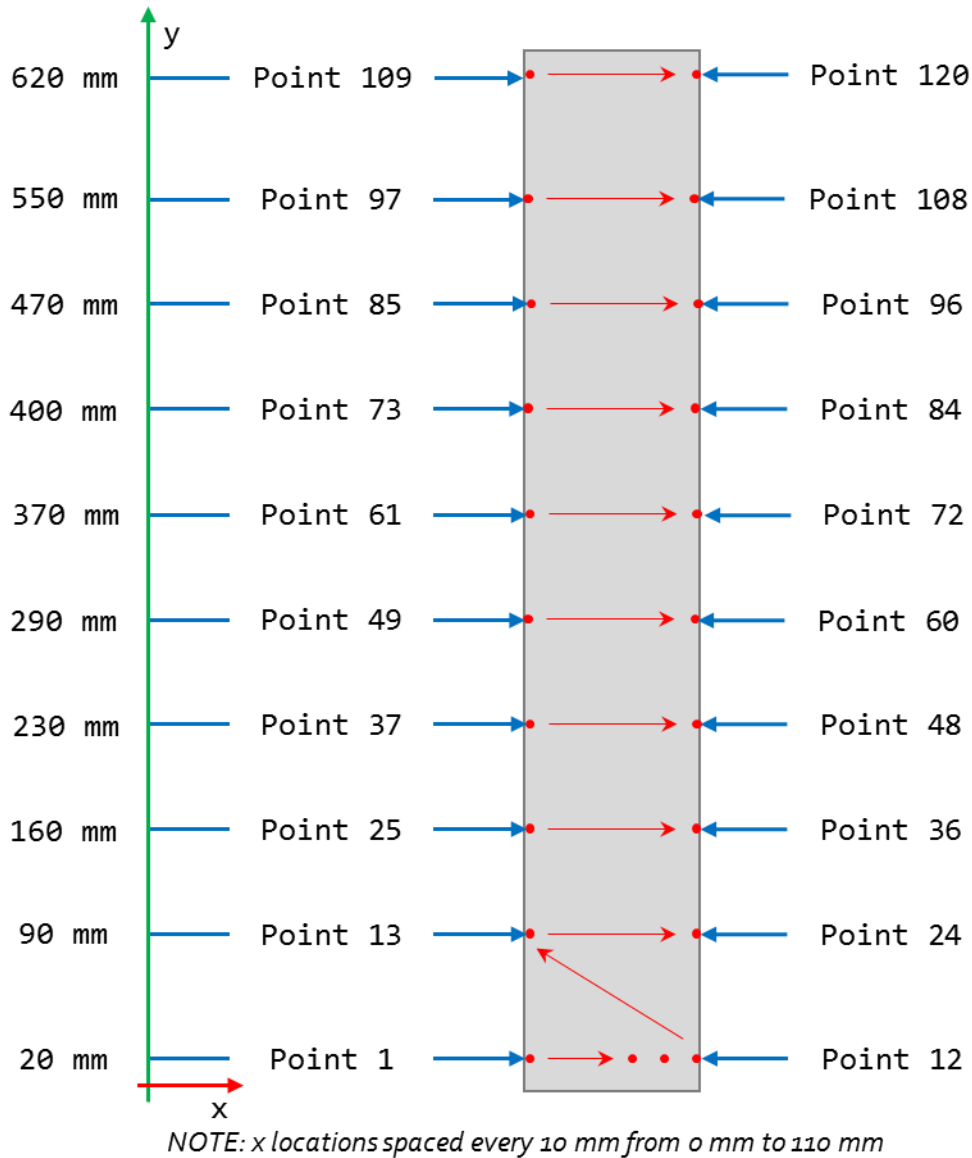 y
620 mm Point 109 Point 120
550 mm Point 97 Point 108
470 mm Point 85 Point 96
400 mm Point 73 Point 84
370 mm Point 61 Point 72
290 mm Point 49 Point 60
230 mm Point 37 Point 48
160 mm Point 25 Point 36
90 mm Point 13 Point 24
20 mm Point 1 Point 12
x
NOTE: x locations spaced every 10 mm from 0 mm to 110 mm